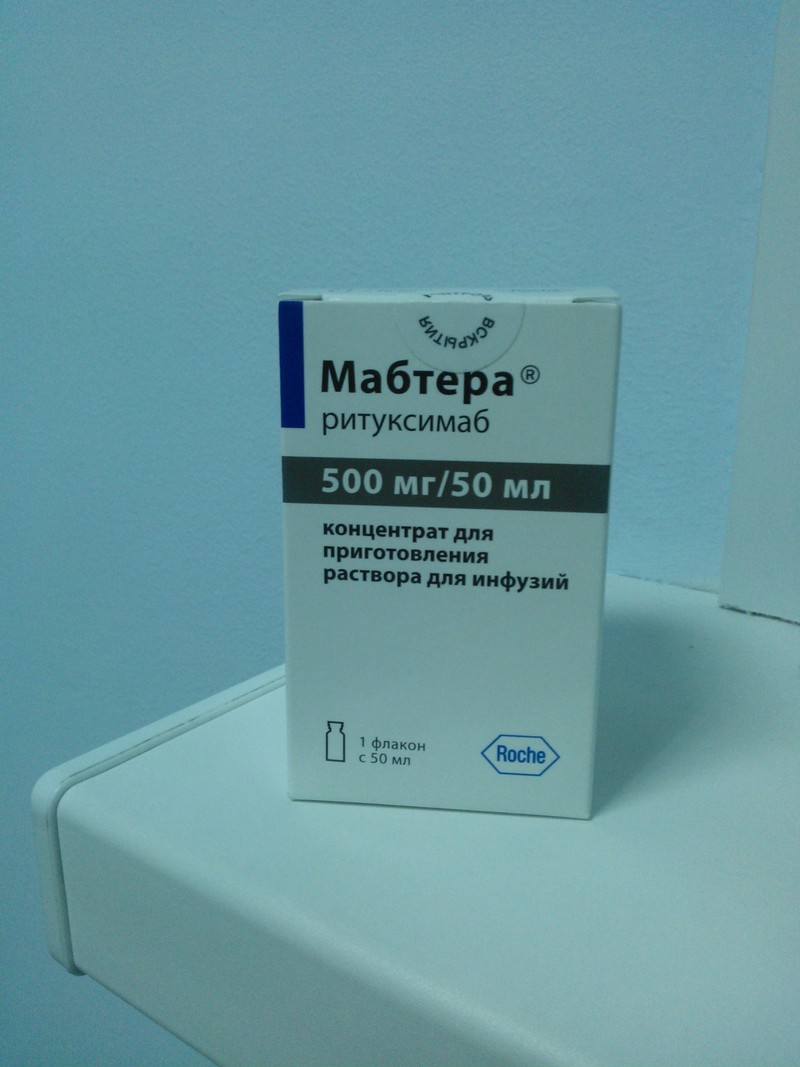 ВСКРЫТИЯ
Мабтера®
ритуксимаб
500 мг/50 мл
концентрат для
приготовления
раствора для инфузий
1 флакон
с 50 мл
Roche